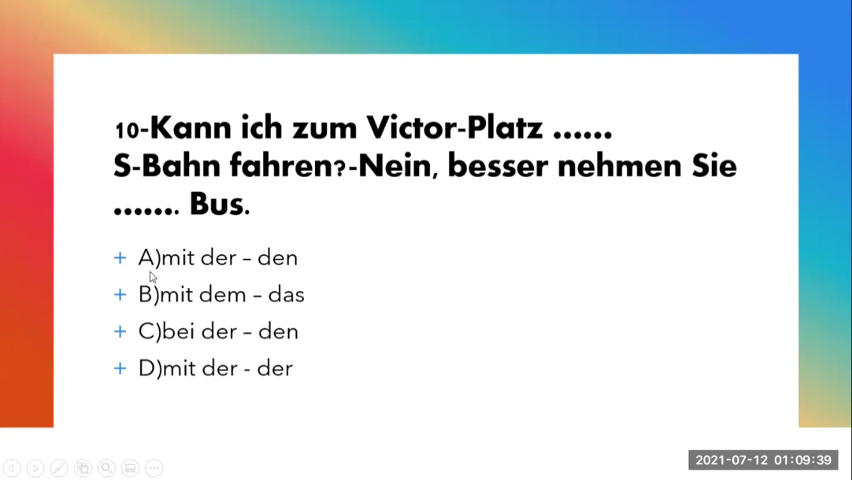 10-Kann ich zum Victor-Platz ......
S-Bahn fahren?-Nein, besser nehmen Sie
....... Bus.
+ A)mit der – den
+ B)mit dem – das
+ C)bei der – den
+ D)mit der - der
2021-07-12 01:09:39